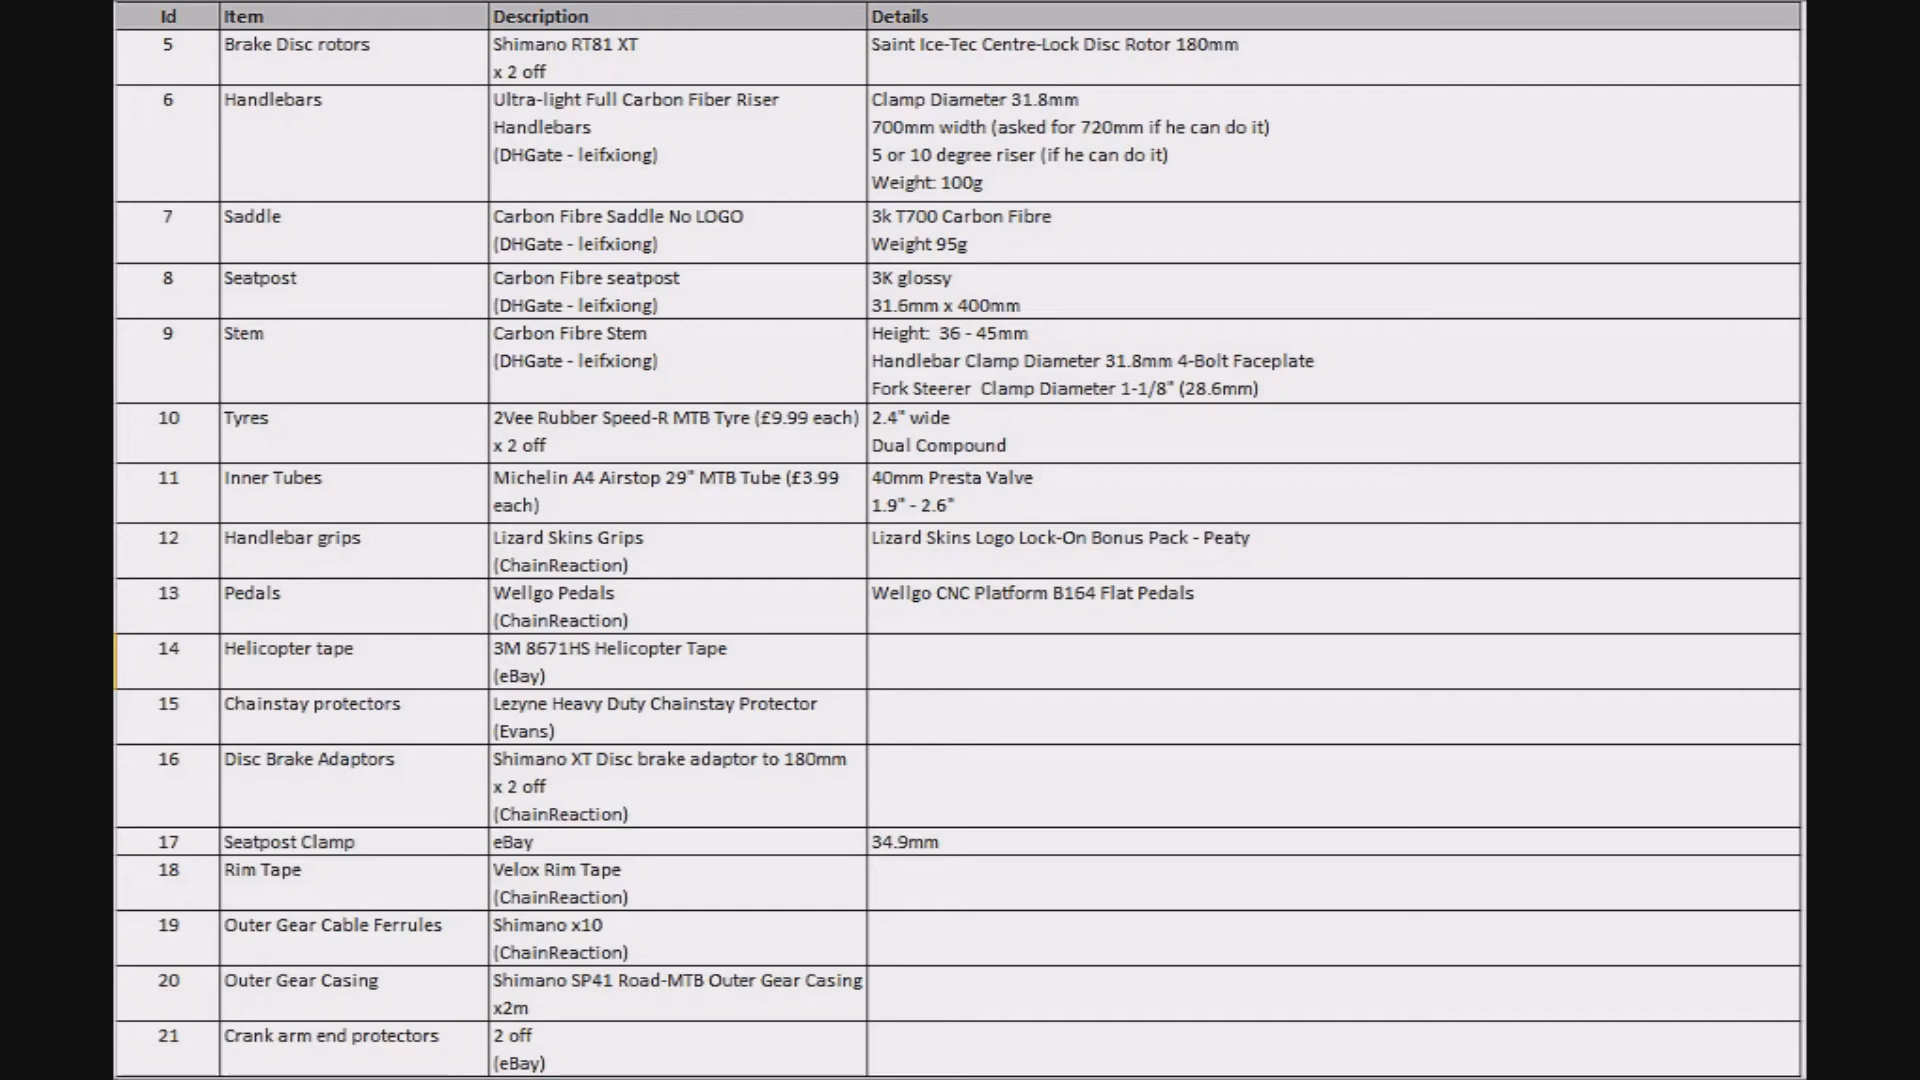 Id Item Description Details
5 Brake Disc rotors Shimano RT81 XT Saint Ice-Tec Centre-Lock Disc Rotor 180mm
x 2 off
6 Handlebars Ultra-light Full Carbon Fiber Riser Clamp Diameter 31.8mm
Handlebars 700mm width (asked for 720mm if he can do it)
(DHGate - leifxiong) 5 or 10 degree riser (if he can do it)
Weight: 100g
7 Saddle Carbon Fibre Saddle No LOGO 3k T700 Carbon Fibre
(DHGate - leifxiong) Weight 95g
8 Seatpost Carbon Fibre seatpost 3K glossy
(DHGate - leifxiong) 31.6mm x 400mm
9 Stem Carbon Fibre Stem Height: 36 - 45mm
(DHGate - leifxiong) Handlebar Clamp Diameter 31.8mm 4-Bolt Faceplate
Fork Steerer Clamp Diameter 1-1/8" (28.6mm)
10 Tyres 2Vee Rubber Speed-R MTB Tyre (£9.99 each) 2.4" wide
x 2 off Dual Compound
11 Inner Tubes Michelin A4 Airstop 29" MTB Tube (£3.99 40mm Presta Valve
each) 1.9" - 2.6"
12 Handlebar grips Lizard Skins Grips Lizard Skins Logo Lock-On Bonus Pack - Peaty
(ChainReaction)
13 Pedals Wellgo Pedals Wellgo CNC Platform B164 Flat Pedals
(ChainReaction)
14 Helicopter tape 3M 8671HS Helicopter Tape
(eBay)
15 Chainstay protectors Lezyne Heavy Duty Chainstay Protector
(Evans)
16 Disc Brake Adaptors Shimano XT Disc brake adaptor to 180mm
x 2 off
(ChainReaction)
17 Seatpost Clamp eBay 34.9mm
18 Rim Tape Velox Rim Tape
(ChainReaction)
19 Outer Gear Cable Ferrules Shimano x10
(ChainReaction)
20 Outer Gear Casing Shimano SP41 Road-MTB Outer Gear Casing
x2m
21 Crank arm end protectors 2 off
(eBay)